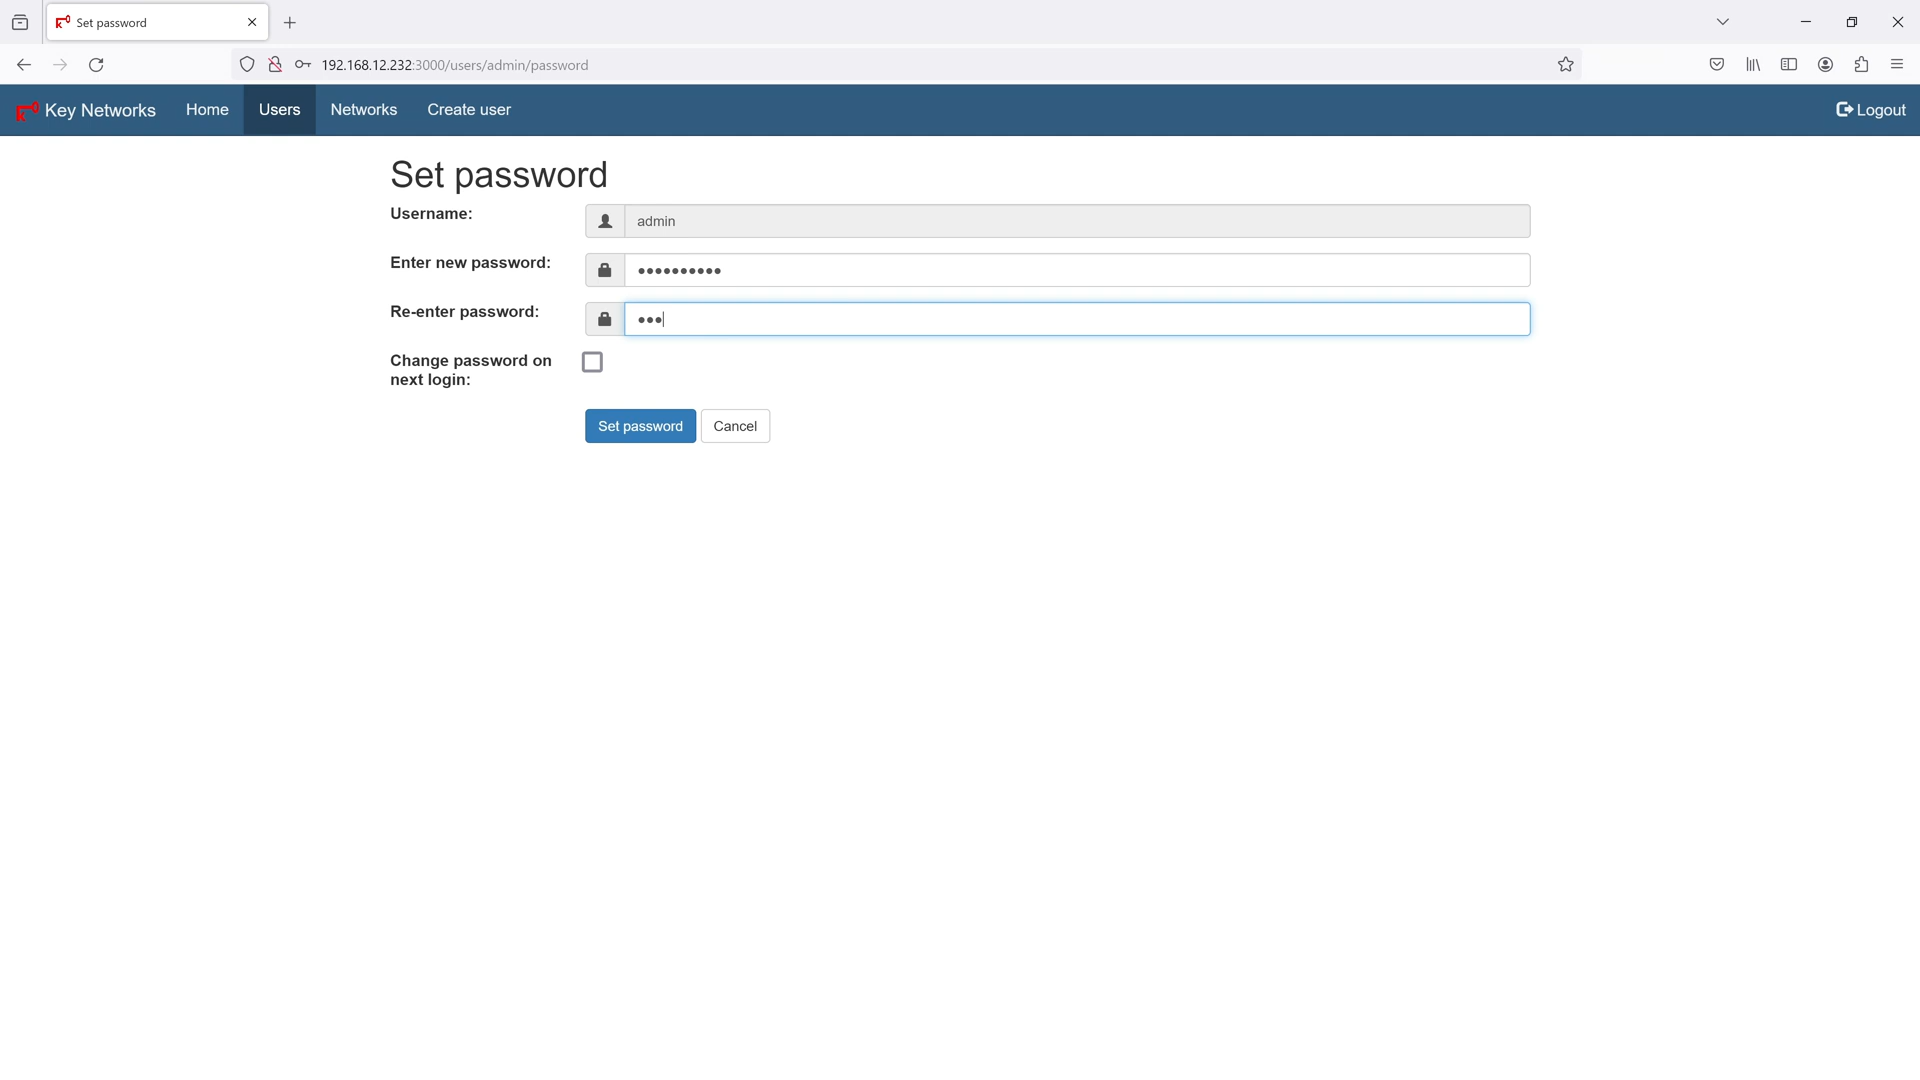 Set password
192.168.12.232:3000/users/admin/password
Key Networks
Home
Users
Networks
Create user
Logout
Set password
Username:
admin
Enter new password:
●●●●●●●●●●
Re-enter password:
●●●
Change password on
next login:
Set password
Cancel